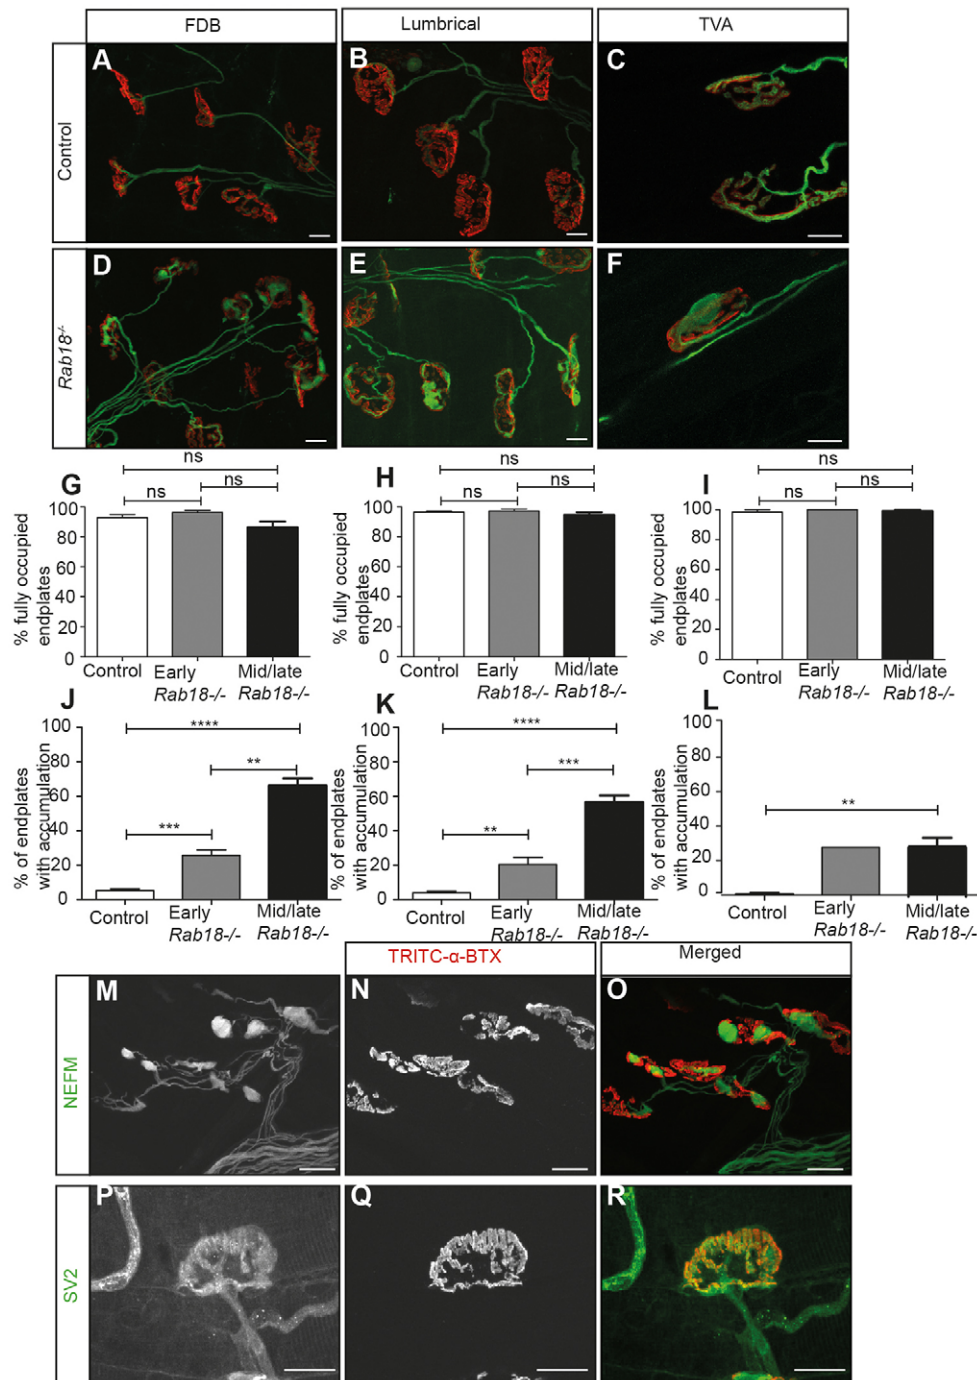 FDB
Lumbrical
TVA
Control
A
B
C
Rab18-/-
D
E
F
G
ns
ns
ns
% fully occupied
endplates
100
80
60
40
20
0
Control
Early
Rab18-/-
Mid/late
Rab18-/-
H
ns
ns
ns
% fully occupied
endplates
100
80
60
40
20
0
Control
Early
Rab18-/-
Mid/late
Rab18-/-
I
ns
ns
ns
% fully occupied
endplates
100
80
60
40
20
0
Control
Early
Rab18-/-
Mid/late
Rab18-/-
J
****
**
***
% of endplates
with accumulation
100
80
60
40
20
0
Control
Early
Rab18-/-
Mid/late
Rab18-/-
K
****
***
**
% of endplates
with accumulation
100
80
60
40
20
0
Control
Early
Rab18-/-
Mid/late
Rab18-/-
L
**
% of endplates
with accumulation
100
80
60
40
20
0
Control
Early
Rab18-/-
Mid/late
Rab18-/-
TRITC-α-BTX
Merged
NEFM
M
N
O
SV2
P
Q
R